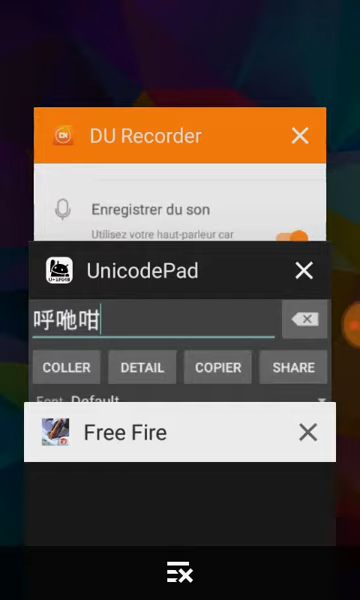 DU Recorder
Enregistrer du son
Utilisez votre haut-parleur car
UnicodePad
呼咃咁
COLLER DETAIL COPIER SHARE
Font Default
Free Fire